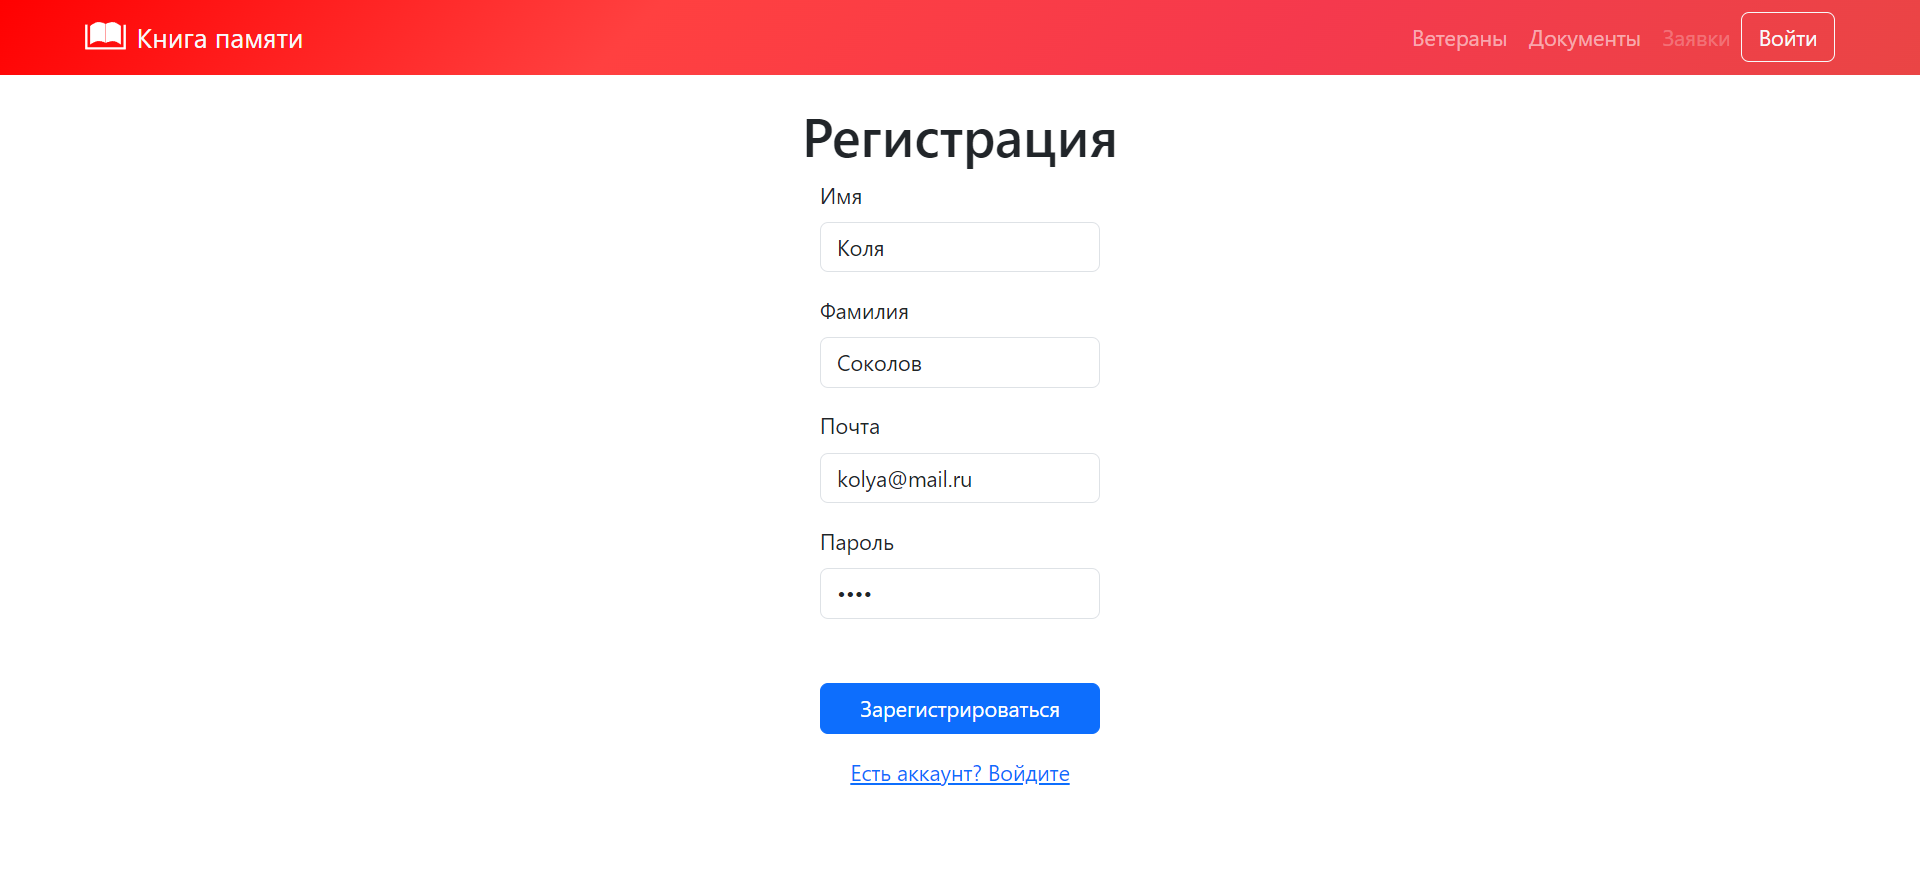 Книга памяти
Ветераны Документы Заявки Войти
Регистрация
Имя
Коля
Фамилия
Соколов
Почта
kolya@mail.ru
Пароль
••••
Зарегистрироваться
Есть аккаунт? Войдите